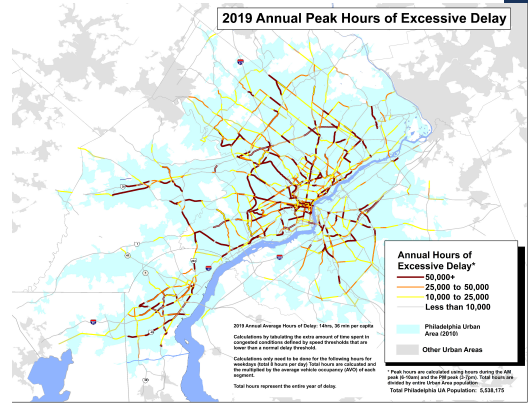 2019 Annual Peak Hours of Excessive Delay
Annual Hours of
Excessive Delay*
50,000+
25,000 to 50,000
10,000 to 25,000
Less than 10,000
Philadelphia Urban
Area (2010)
Other Urban Areas
2019 Annual Average Hours of Delay: 14hrs, 36 min per capita
Calculations by tabulating the extra amount of time spent in
congested conditions defined by speed thresholds that are
lower than a normal delay threshold.
Calculations only need to be done for the following hours for
weekdays (total 8 hours per day) Total hours are calcuated and
the multiplied by the average vehicle occupancy (AVO) of each
segment.
Total hours represent the entire year of delay.
* Peak hours are calculated using hours during the AM
peak (6-10am) and the PM peak (3-7pm). Total hours are
divided by entire Urban Area population
Total Philadelphia UA Population: 5,538,175